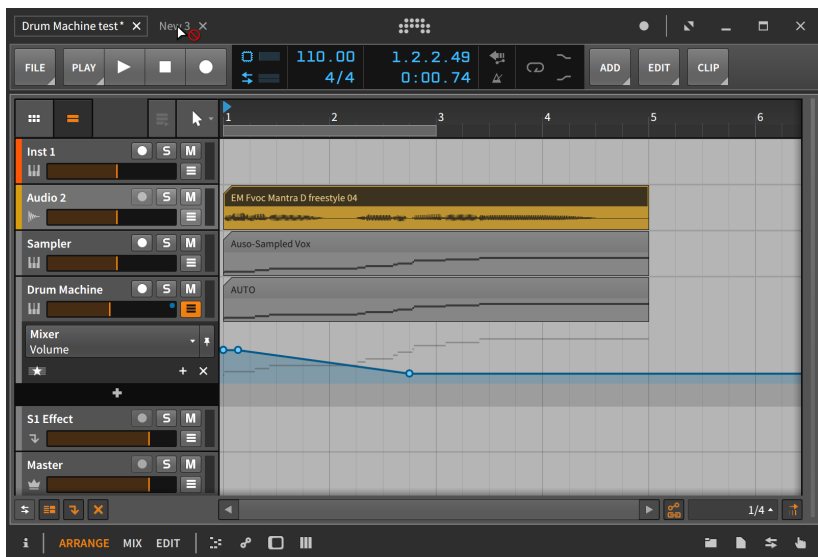 Drum Machine test*
New 3
FILE
PLAY
110.00
4/4
1.2.2.49
0:00.74
ADD
EDIT
CLIP
1 2 3 4 5 6
Inst 1
S M
Audio 2
S M
EM Fvoc Mantra D freestyle 04
Sampler
S M
Auso-Sampled Vox
Drum Machine
S M
AUTO
Mixer
Volume
S1 Effect
S M
Master
S M
1/4
i
ARRANGE
MIX
EDIT